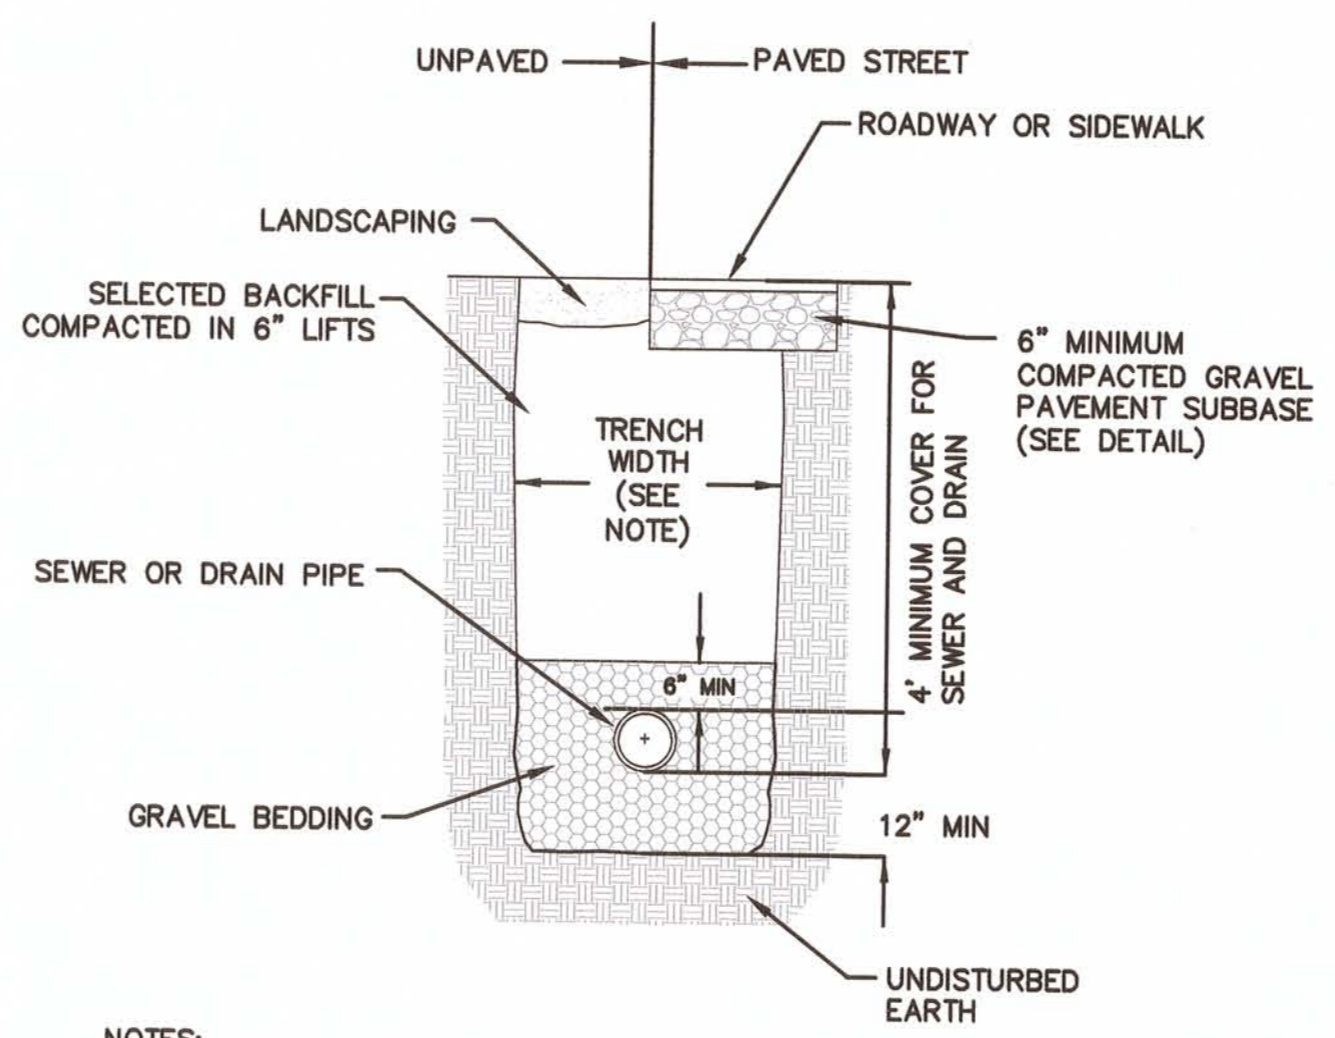 UNPAVED
PAVED STREET
ROADWAY OR SIDEWALK
LANDSCAPING
SELECTED BACKFILL
COMPACTED IN 6" LIFTS
6" MINIMUM
COMPACTED GRAVEL
PAVEMENT SUBBASE
(SEE DETAIL)
TRENCH
WIDTH
(SEE
NOTE)
4' MINIMUM COVER FOR
SEWER AND DRAIN
SEWER OR DRAIN PIPE
6" MIN
GRAVEL BEDDING
12" MIN
UNDISTURBED
EARTH
NOTES: